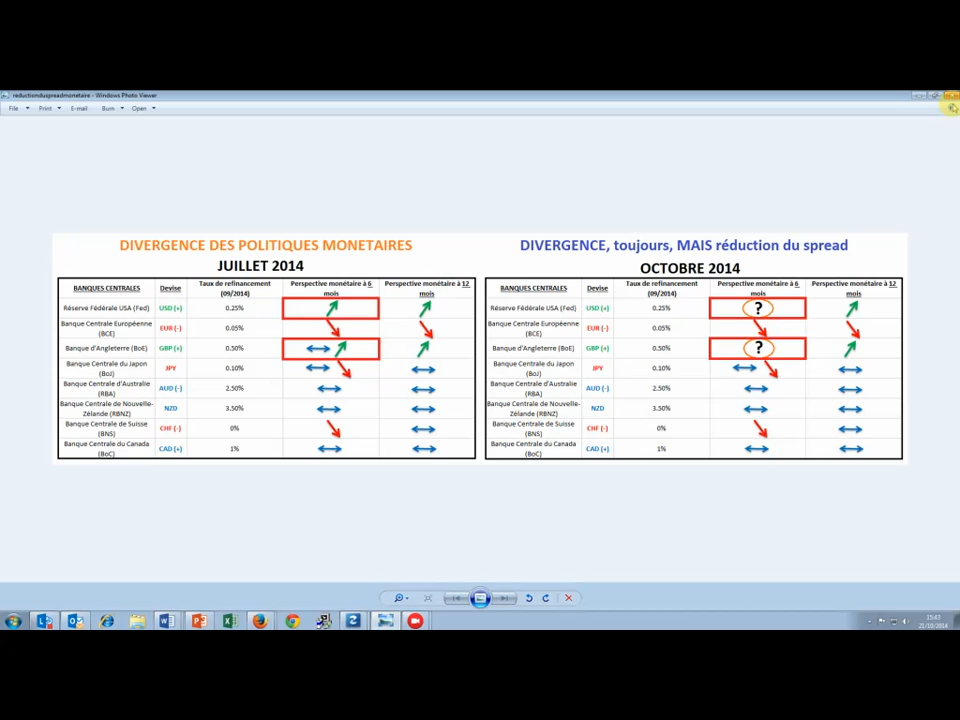 reductionduspreadmonetaire - Windows Photo Viewer
File Print E-mail Burn Open
DIVERGENCE DES POLITIQUES MONETAIRES
JUILLET 2014
BANQUES CENTRALES Devise Taux de refinancement (09/2014) Perspective monétaire à 6 mois Perspective monétaire à 12 mois
Réserve Fédérale USA (Fed) USD (+) 0.25%
Banque Centrale Européenne (BCE) EUR (-) 0.05%
Banque d'Angleterre (BoE) GBP (+) 0.50%
Banque Centrale du Japon (BoJ) JPY 0.10%
Banque Centrale d'Australie (RBA) AUD (-) 2.50%
Banque Centrale de Nouvelle-Zélande (RBNZ) NZD 3.50%
Banque Centrale de Suisse (BNS) CHF (-) 0%
Banque Centrale du Canada (BoC) CAD (+) 1%
DIVERGENCE, toujours, MAIS réduction du spread
OCTOBRE 2014
BANQUES CENTRALES Devise Taux de refinancement (09/2014) Perspective monétaire à 6 mois Perspective monétaire à 12 mois
Réserve Fédérale USA (Fed) USD (+) 0.25% ?
Banque Centrale Européenne (BCE) EUR (-) 0.05%
Banque d'Angleterre (BoE) GBP (+) 0.50% ?
Banque Centrale du Japon (BoJ) JPY 0.10%
Banque Centrale d'Australie (RBA) AUD (-) 2.50%
Banque Centrale de Nouvelle-Zélande (RBNZ) NZD 3.50%
Banque Centrale de Suisse (BNS) CHF (-) 0%
Banque Centrale du Canada (BoC) CAD (+) 1%
15:43
21/10/2014